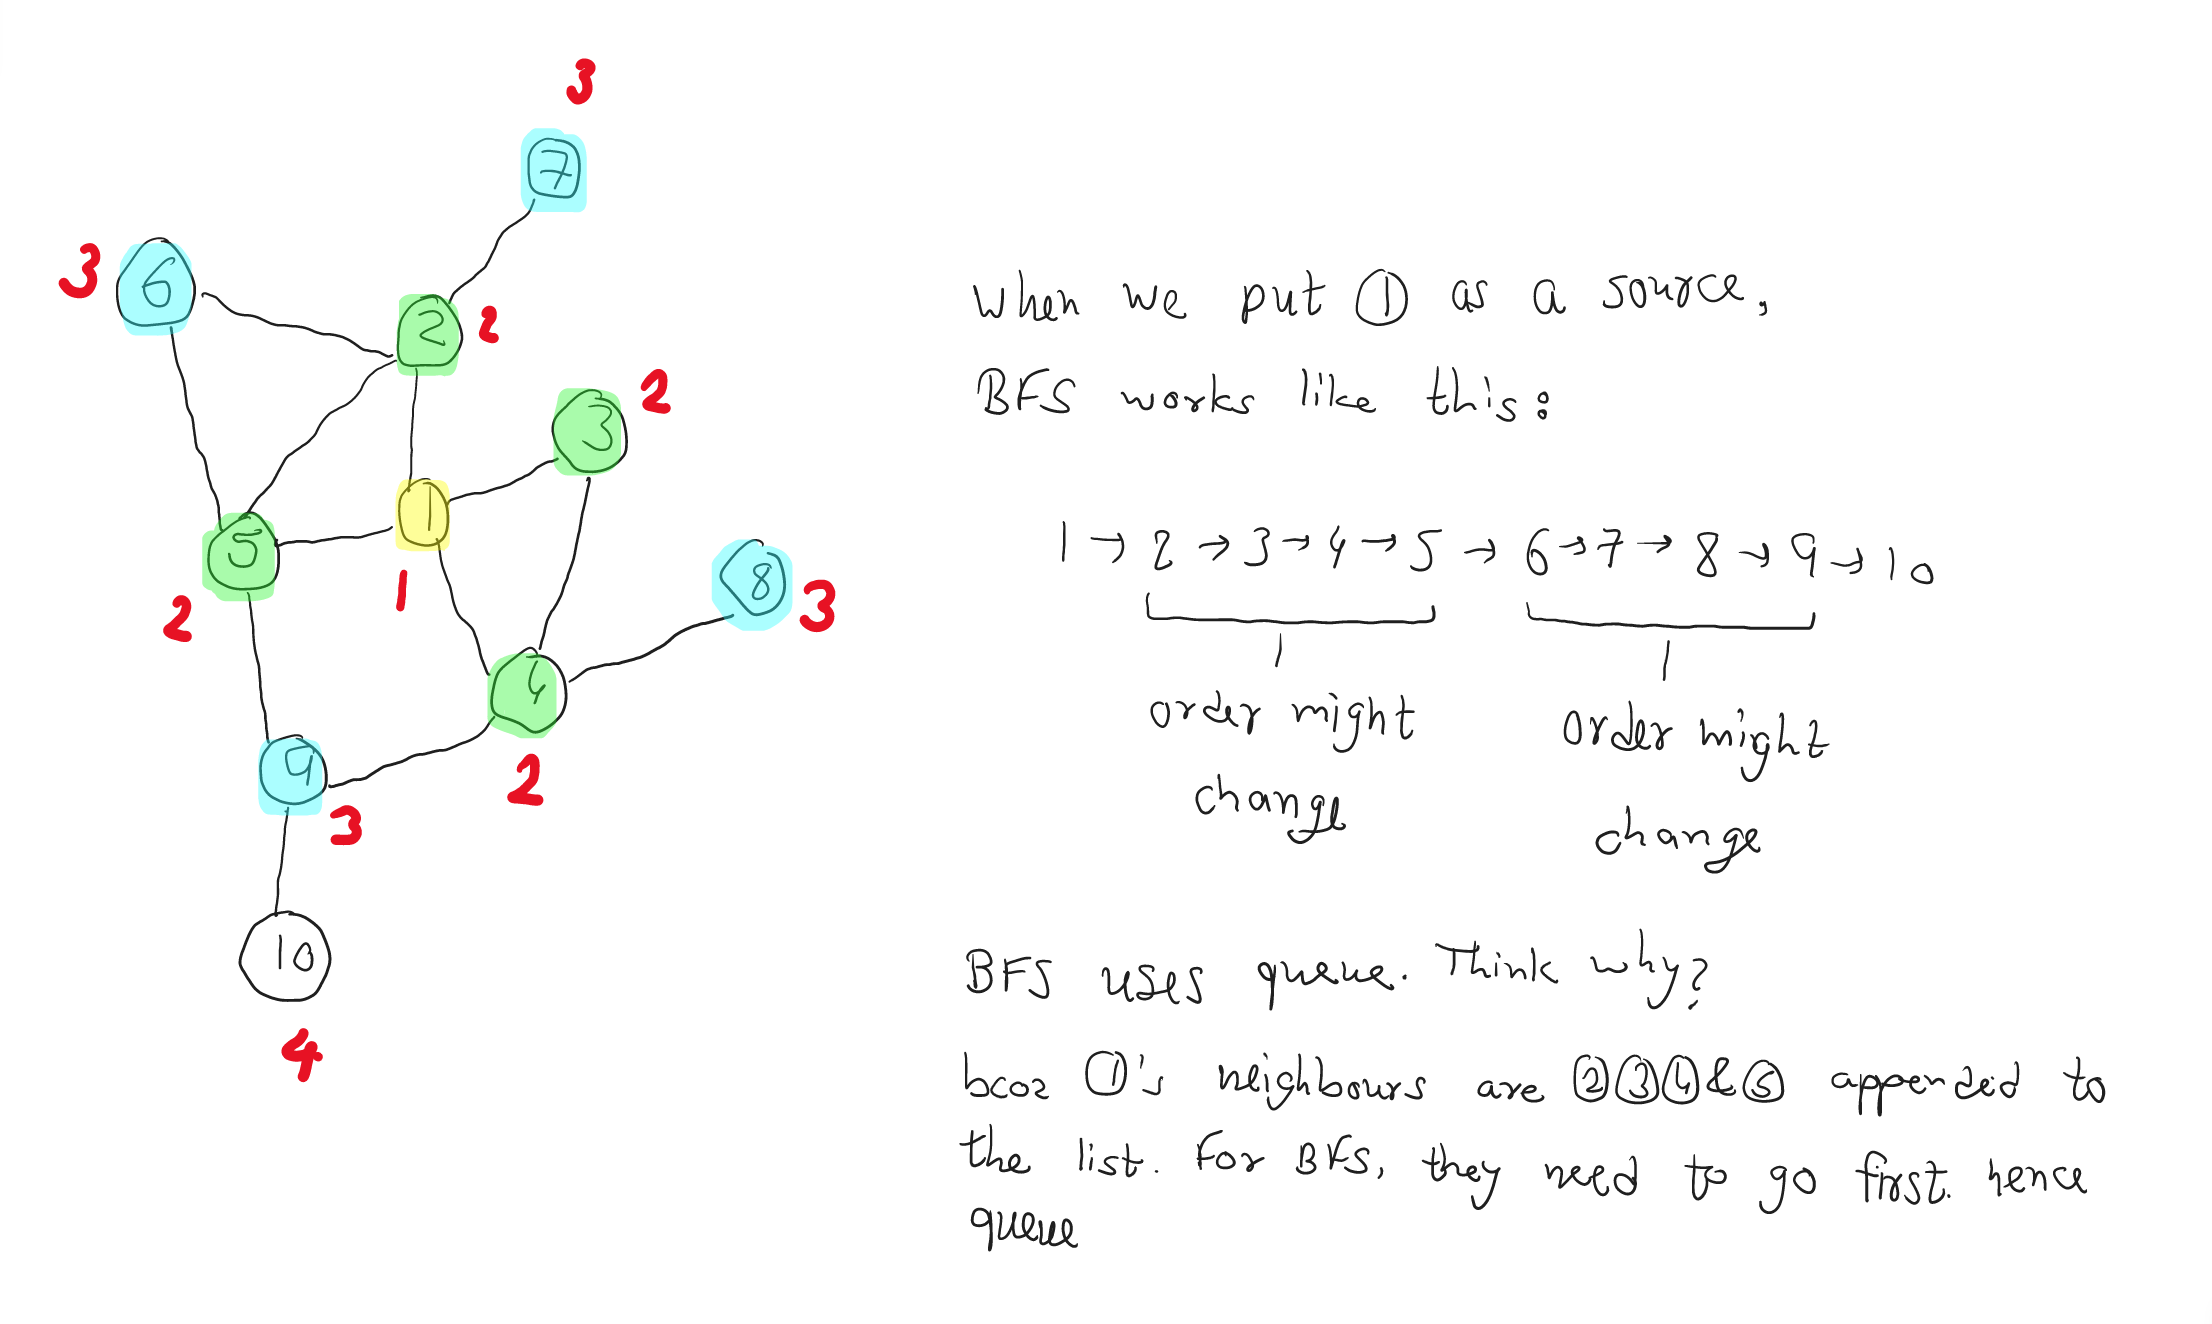 3
7
3
6
2
2
2
3
5
1
8
3
2
1
4
9
2
3
10
4
When we put ① as a source,
BFS works like this:
1 → 2 → 3 → 4 → 5 → 6 → 7 → 8 → 9 → 10
order might
change
order might
change
BFS uses queue. Think why?
bcoz ①'s neighbours are ②③④&⑤ appended to
the list. For BFS, they need to go first. hence
queue